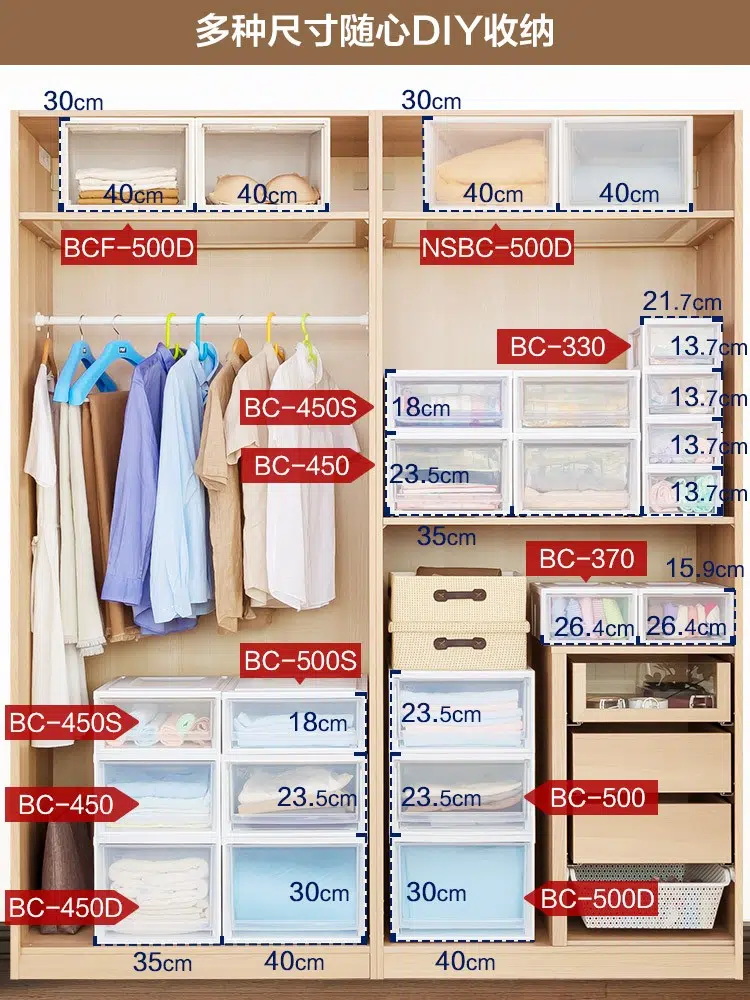 多种尺寸随心DIY收纳
30cm
30cm
40cm
40cm
40cm
40cm
BCF-500D
NSBC-500D
21.7cm
BC-330
13.7cm
13.7cm
13.7cm
13.7cm
BC-450S
18cm
BC-450
23.5cm
35cm
BC-370
15.9cm
26.4cm
26.4cm
BC-500S
BC-450S
18cm
23.5cm
BC-450
23.5cm
23.5cm
BC-500
BC-450D
30cm
30cm
BC-500D
35cm
40cm
40cm